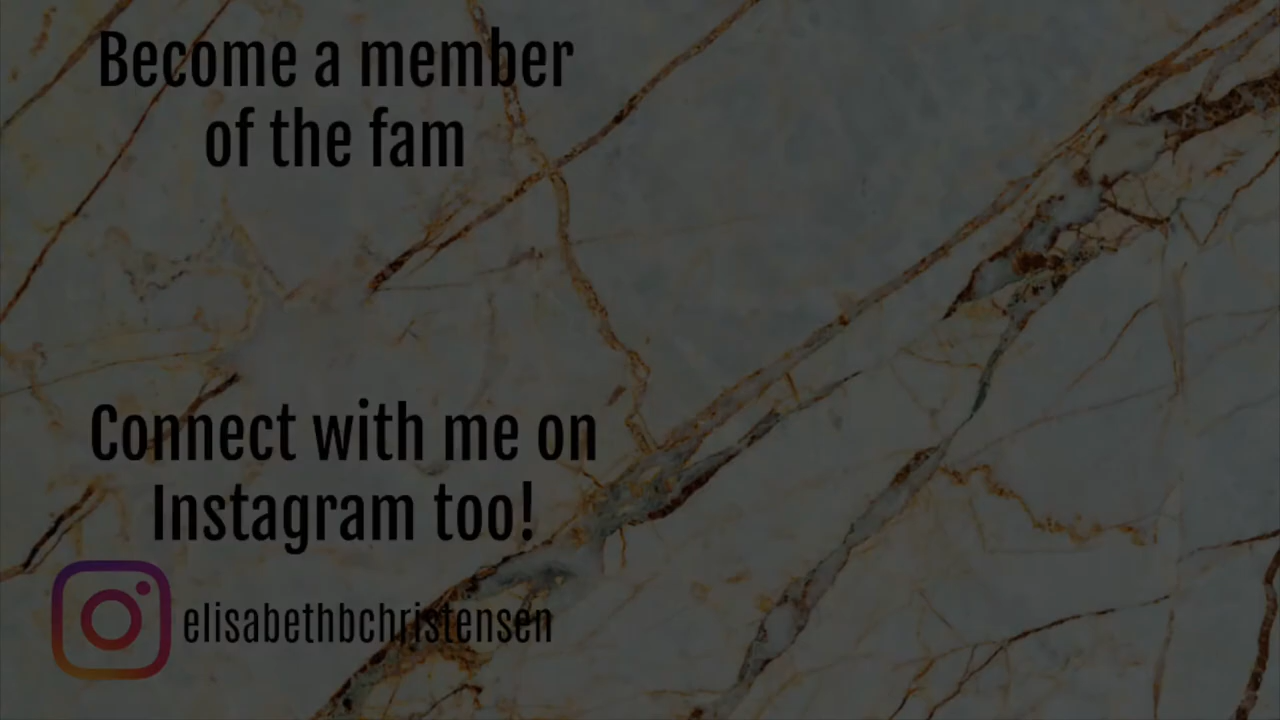 Become a member
of the fam
Connect with me on
Instagram too!
elisabethbchristensen